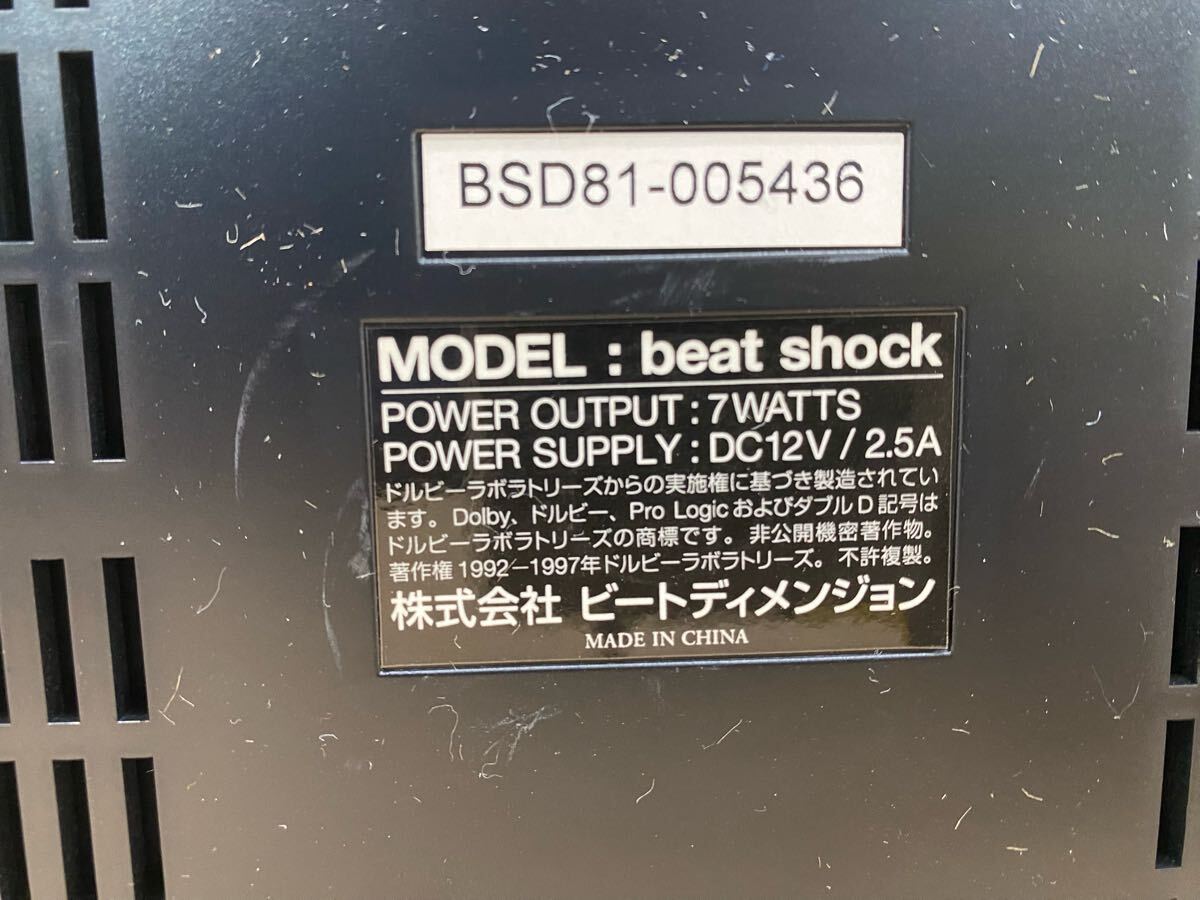 BSD81-005436
MODEL : beat shock
POWER OUTPUT : 7WATTS
POWER SUPPLY : DC12V / 2.5A
ドルビーラボラトリーズからの実施権に基づき製造されてい
ます。Dolby、ドルビー、Pro LogicおよびダブルD記号は
ドルビーラボラトリーズの商標です。非公開機密著作物。
著作権 1992−1997年ドルビーラボラトリーズ。不許複製。
株式会社 ビートディメンジョン
MADE IN CHINA